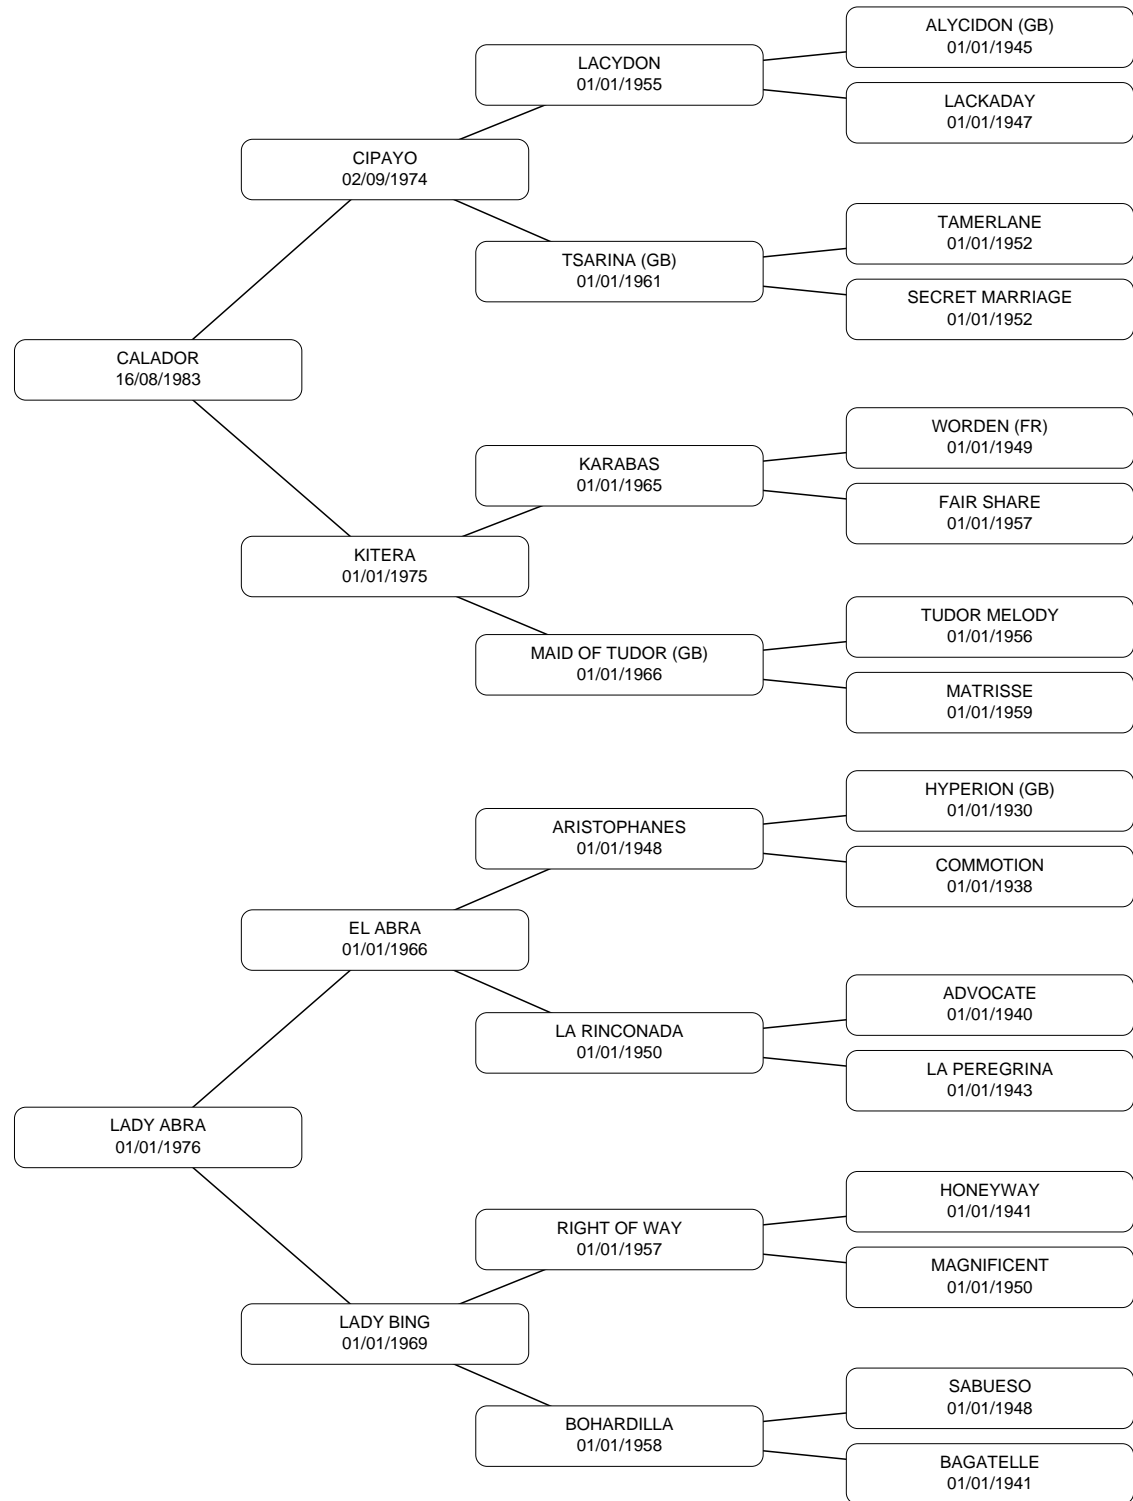 ALYCIDON (GB)
01/01/1945
LACYDON
01/01/1955
LACKADAY
01/01/1947
CIPAYO
02/09/1974
TAMERLANE
01/01/1952
TSARINA (GB)
01/01/1961
SECRET MARRIAGE
01/01/1952
CALADOR
16/08/1983
WORDEN (FR)
01/01/1949
KARABAS
01/01/1965
FAIR SHARE
01/01/1957
KITERA
01/01/1975
TUDOR MELODY
01/01/1956
MAID OF TUDOR (GB)
01/01/1966
MATRISSE
01/01/1959
HYPERION (GB)
01/01/1930
ARISTOPHANES
01/01/1948
COMMOTION
01/01/1938
EL ABRA
01/01/1966
ADVOCATE
01/01/1940
LA RINCONADA
01/01/1950
LA PEREGRINA
01/01/1943
LADY ABRA
01/01/1976
HONEYWAY
01/01/1941
RIGHT OF WAY
01/01/1957
MAGNIFICENT
01/01/1950
LADY BING
01/01/1969
SABUESO
01/01/1948
BOHARDILLA
01/01/1958
BAGATELLE
01/01/1941